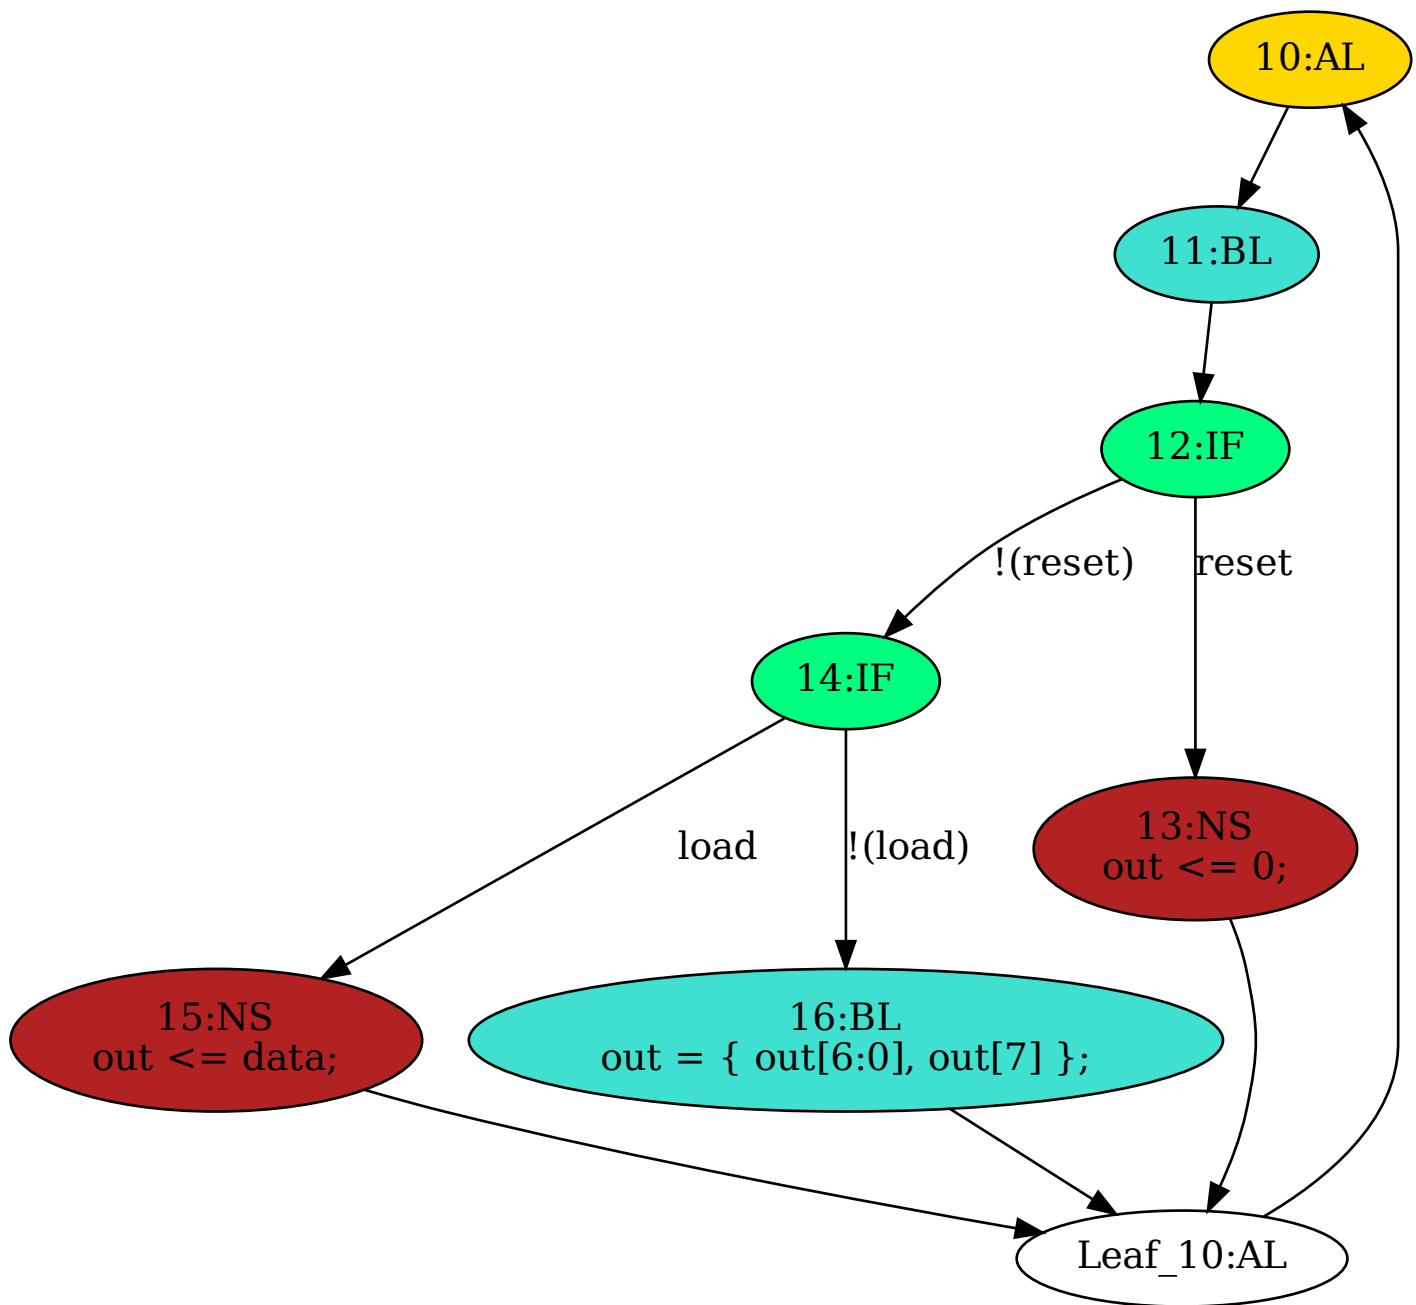 10:AL
11:BL
12:IF
!(reset)
reset
14:IF
13:NS
out <= 0;
load
!(load)
15:NS
out <= data;
16:BL
out = { out[6:0], out[7] };
Leaf_10:AL